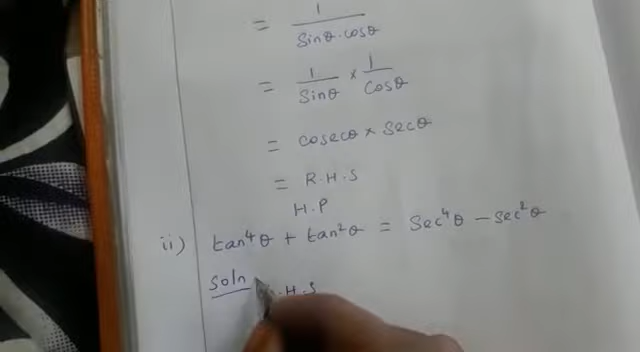 = 1/(Sinθ.cosθ)
= 1/Sinθ × 1/Cosθ
= cosecθ × secθ
= R.H.S
H.P
ii) tan⁴θ + tan²θ = Sec⁴θ - sec²θ
Soln .H.S